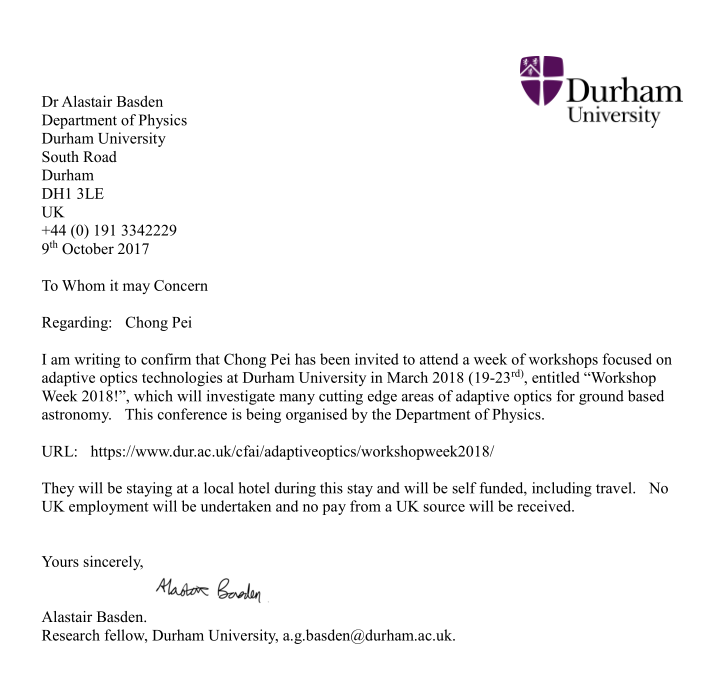 Durham
University
Dr Alastair Basden
Department of Physics
Durham University
South Road
Durham
DH1 3LE
UK
+44 (0) 191 3342229
9th October 2017
To Whom it may Concern
Regarding: Chong Pei
I am writing to confirm that Chong Pei has been invited to attend a week of workshops focused on
adaptive optics technologies at Durham University in March 2018 (19-23rd), entitled “Workshop
Week 2018!”, which will investigate many cutting edge areas of adaptive optics for ground based
astronomy. This conference is being organised by the Department of Physics.
URL: https://www.dur.ac.uk/cfai/adaptiveoptics/workshopweek2018/
They will be staying at a local hotel during this stay and will be self funded, including travel. No
UK employment will be undertaken and no pay from a UK source will be received.
Yours sincerely,
Alastair Basden
Alastair Basden.
Research fellow, Durham University, a.g.basden@durham.ac.uk.